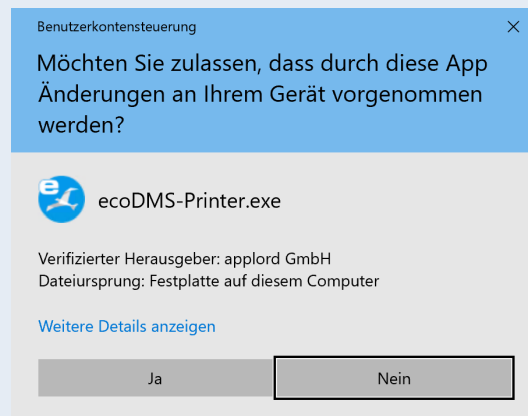 Benutzerkontensteuerung
Möchten Sie zulassen, dass durch diese App
Änderungen an Ihrem Gerät vorgenommen
werden?
e
ecoDMS-Printer.exe
Verifizierter Herausgeber: applord GmbH
Dateiursprung: Festplatte auf diesem Computer
Weitere Details anzeigen
Ja
Nein